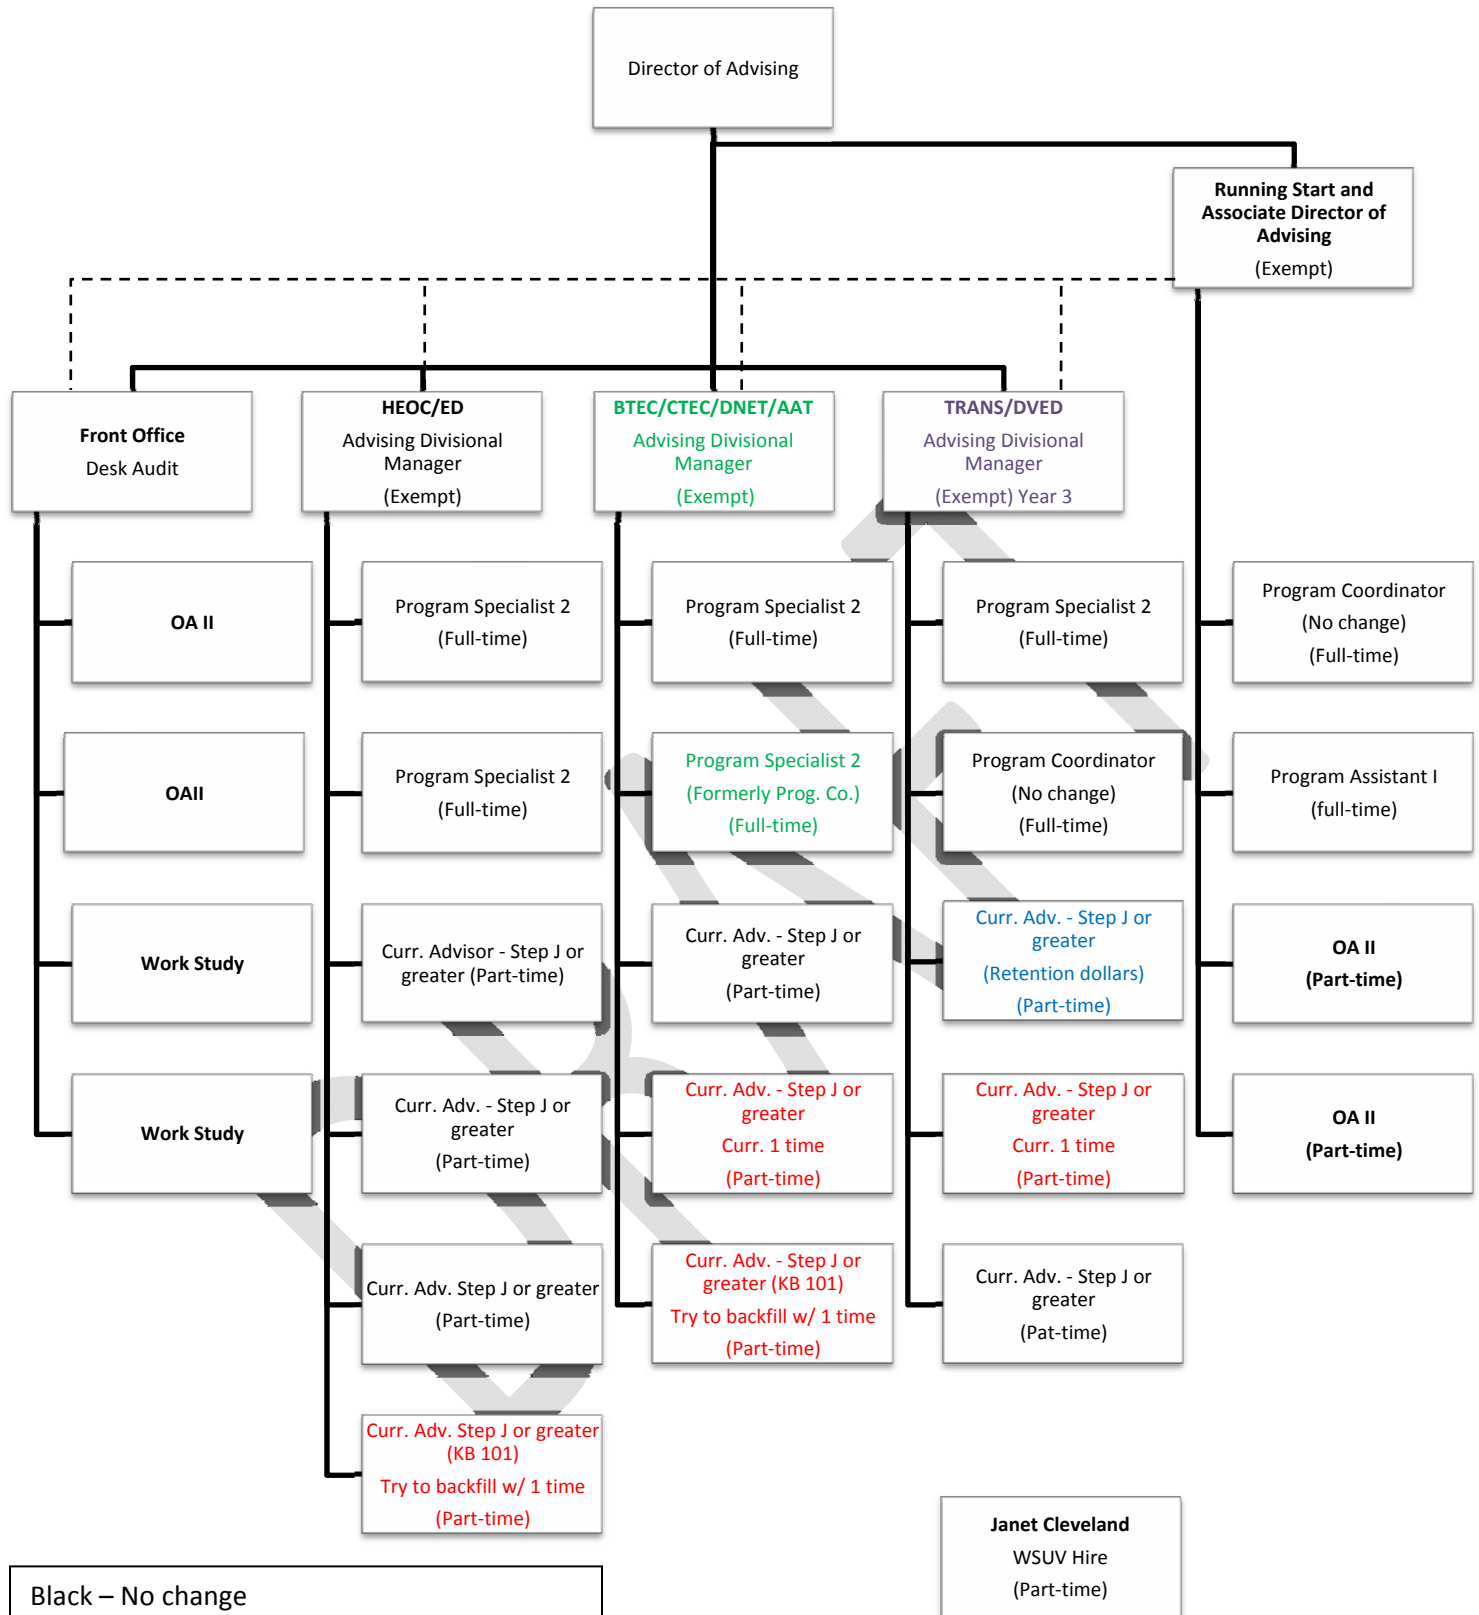 Director of Advising
Running Start and
Associate Director of
Advising
(Exempt)
Front Office
Desk Audit
HEOC/ED
Advising Divisional
Manager
(Exempt)
BTEC/CTEC/DNET/AAT
Advising Divisional
Manager
(Exempt)
TRANS/DVED
Advising Divisional
Manager
(Exempt) Year 3
OA II
Program Specialist 2
(Full-time)
Program Specialist 2
(Full-time)
Program Specialist 2
(Full-time)
Program Coordinator
(No change)
(Full-time)
OAII
Program Specialist 2
(Full-time)
Program Specialist 2
(Formerly Prog. Co.)
(Full-time)
Program Coordinator
(No change)
(Full-time)
Program Assistant I
(full-time)
Work Study
Curr. Advisor - Step J or
greater (Part-time)
Curr. Adv. - Step J or
greater
(Part-time)
Curr. Adv. - Step J or
greater
(Retention dollars)
(Part-time)
OA II
(Part-time)
Work Study
Curr. Adv. - Step J or
greater
(Part-time)
Curr. Adv. - Step J or
greater
Curr. 1 time
(Part-time)
Curr. Adv. - Step J or
greater
Curr. 1 time
(Part-time)
OA II
(Part-time)
Curr. Adv. Step J or greater
(Part-time)
Curr. Adv. - Step J or
greater (KB 101)
Try to backfill w/ 1 time
(Part-time)
Curr. Adv. - Step J or
greater
(Pat-time)
Curr. Adv. Step J or greater
(KB 101)
Try to backfill w/ 1 time
(Part-time)
Janet Cleveland
WSUV Hire
(Part-time)
Black – No change
DRAFT